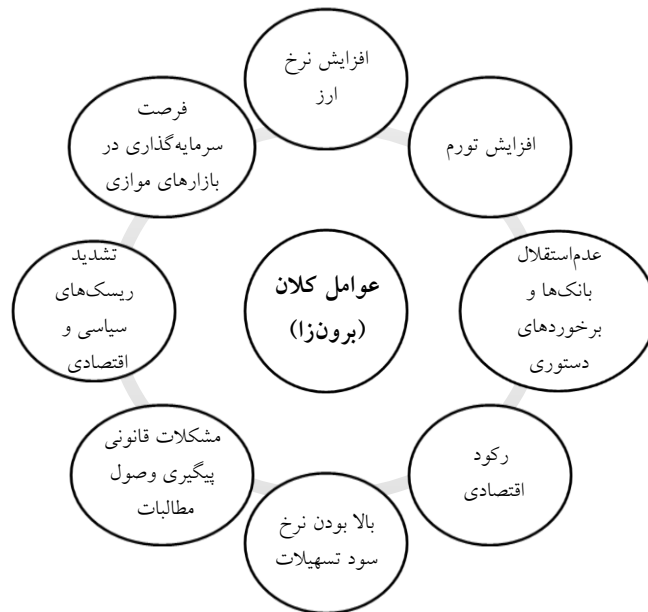 افزایش نرخ
ارز
افزایش تورم
عدم‌استقلال
بانک‌ها و
برخوردهای
دستوری
رکود
اقتصادی
بالا بودن نرخ
سود تسهیلات
مشکلات قانونی
پیگیری وصول
مطالبات
تشدید
ریسک‌های
سیاسی و
اقتصادی
فرصت
سرمایه‌گذاری در
بازارهای موازی
عوامل کلان
(برون‌زا)